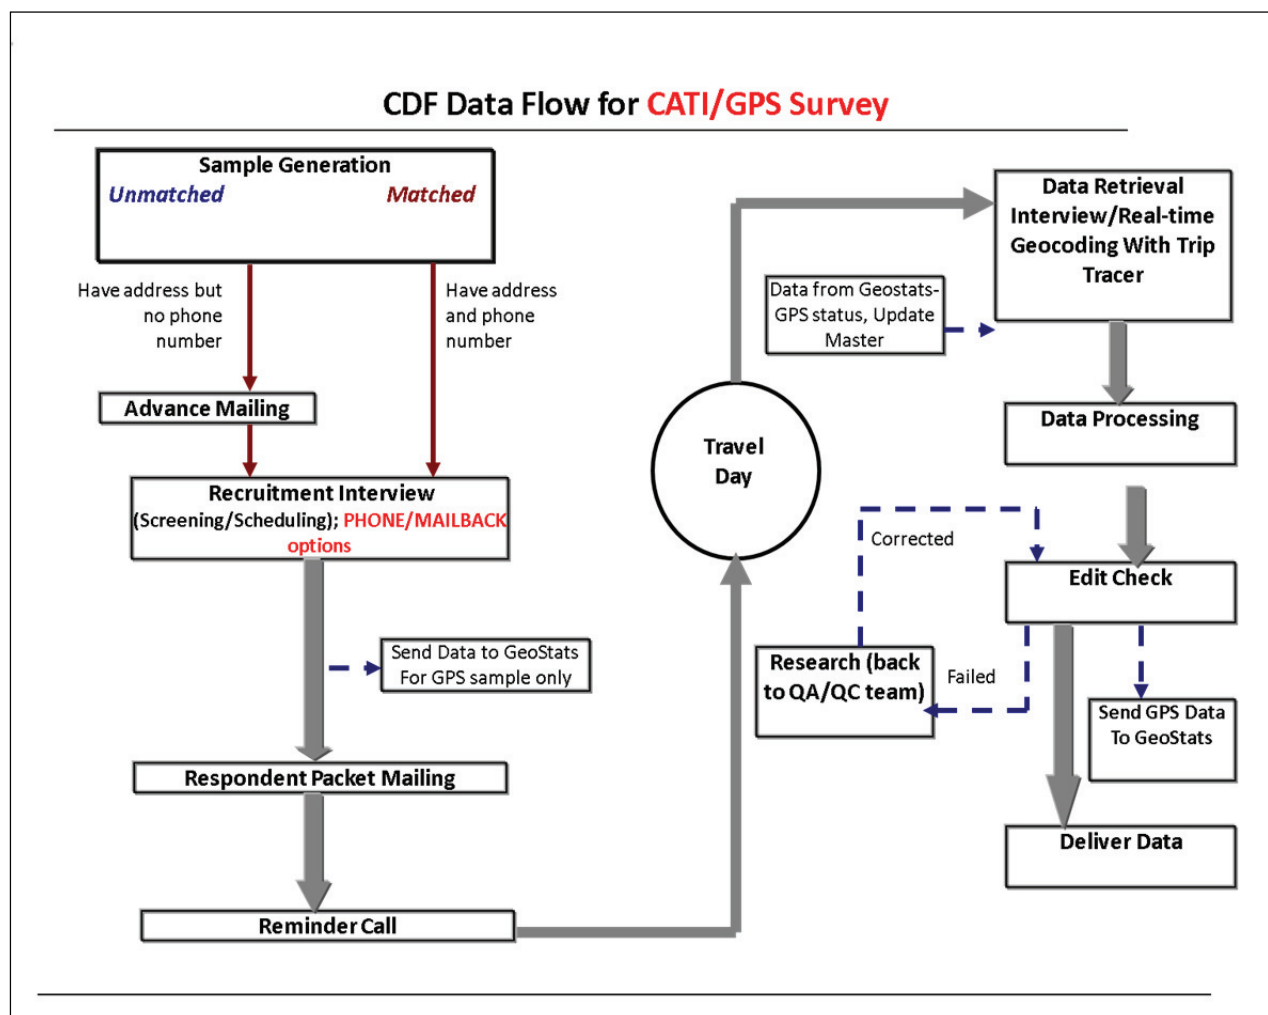 CDF Data Flow for CATI/GPS Survey
Sample Generation
Unmatched Matched
Have address but
no phone
number
Have address
and phone
number
Advance Mailing
Recruitment Interview
(Screening/Scheduling); PHONE/MAILBACK
options
Send Data to GeoStats
For GPS sample only
Respondent Packet Mailing
Reminder Call
Travel
Day
Data Retrieval
Interview/Real-time
Geocoding With Trip
Tracer
Data from Geostats-
GPS status, Update
Master
Data Processing
Corrected
Edit Check
Research (back
to QA/QC team)
Failed
Send GPS Data
To GeoStats
Deliver Data